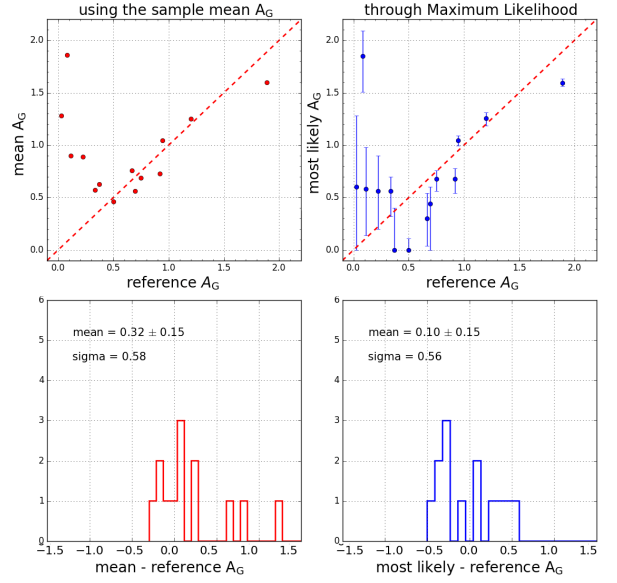 using the sample mean A_G
through Maximum Likelihood
mean A_G
2.0
1.5
1.0
0.5
0.0
0.0 0.5 1.0 1.5 2.0
reference A_G
most likely A_G
2.0
1.5
1.0
0.5
0.0
0.0 0.5 1.0 1.5 2.0
reference A_G
6
5
4
3
2
1
0
mean = 0.32 ± 0.15
sigma = 0.58
−1.5 −1.0 −0.5 0.0 0.5 1.0 1.5
mean - reference A_G
6
5
4
3
2
1
0
mean = 0.10 ± 0.15
sigma = 0.56
−1.5 −1.0 −0.5 0.0 0.5 1.0 1.5
most likely - reference A_G